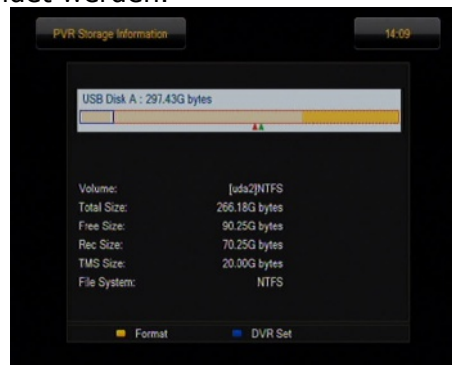 PVR Storage Information 14:09
USB Disk A : 297.43G bytes
Volume: [uda2]NTFS
Total Size: 266.18G bytes
Free Size: 90.25G bytes
Rec Size: 70.25G bytes
TMS Size: 20.00G bytes
File System: NTFS
Format DVR Set